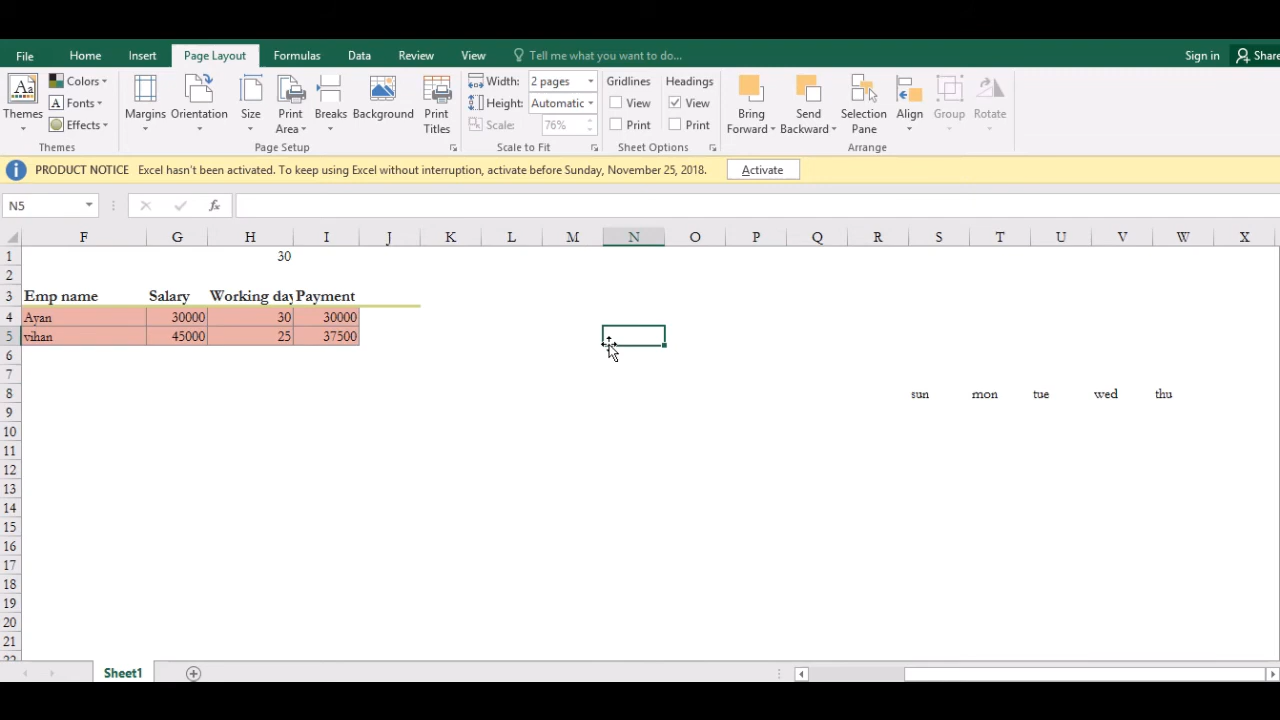 File Home Insert Page Layout Formulas Data Review View Tell me what you want to do... Sign in Share
Themes Colors Fonts Effects Margins Orientation Size Print Area Breaks Background Print Titles Width: 2 pages Height: Automatic Scale: 76% Gridlines View Print Headings View Print Bring Forward Send Backward Selection Pane Align Group Rotate
Themes Page Setup Scale to Fit Sheet Options Arrange
PRODUCT NOTICE Excel hasn't been activated. To keep using Excel without interruption, activate before Sunday, November 25, 2018. Activate
N5 fx
F G H I J K L M N O P Q R S T U V W X
1 30
2
3 Emp name Salary Working day Payment
4 Ayan 30000 30 30000
5 vihan 45000 25 37500
6
7
8 sun mon tue wed thu
9
10
11
12
13
14
15
16
17
18
19
20
21
Sheet1